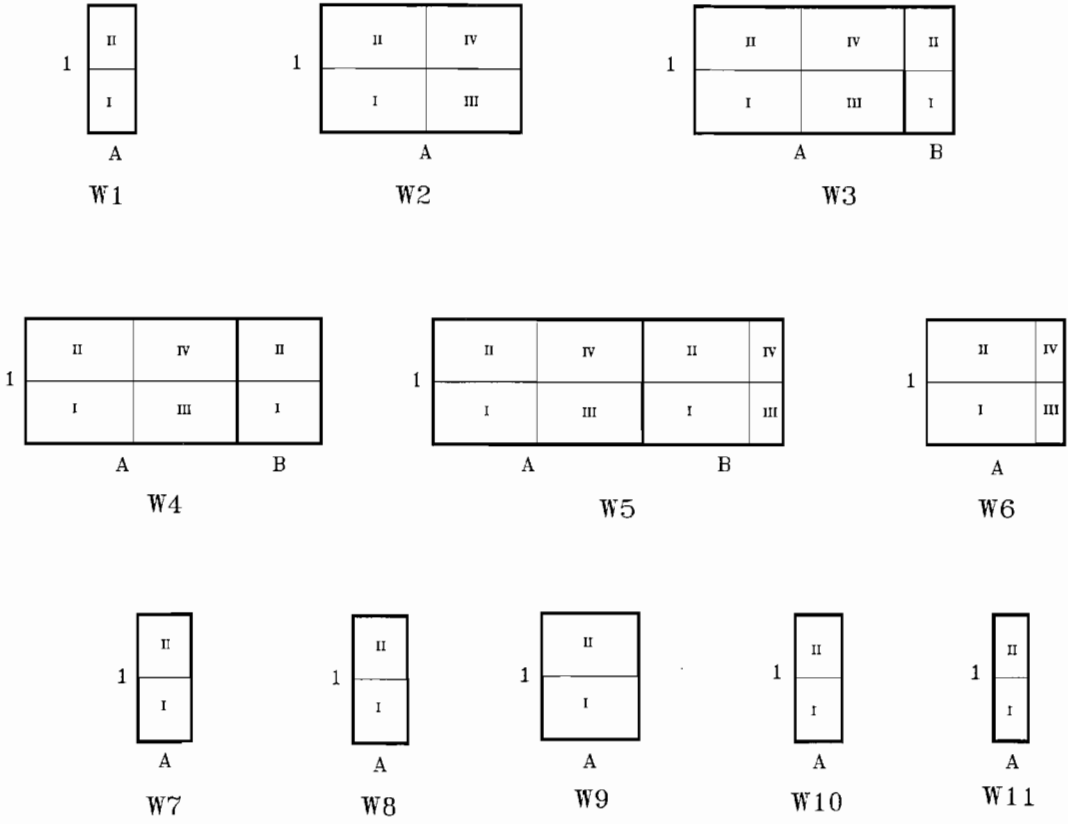 II II IV II IV II
1 1 1
I I III I III I
A A A B
W1 W2 W3
II IV II II IV II IV II IV
1 1 1
I III I I III I III I III
A B A B A
W4 W5 W6
II II II II II
1 1 1 1 1
I I I I I
A A A A A
W7 W8 W9 W10 W11